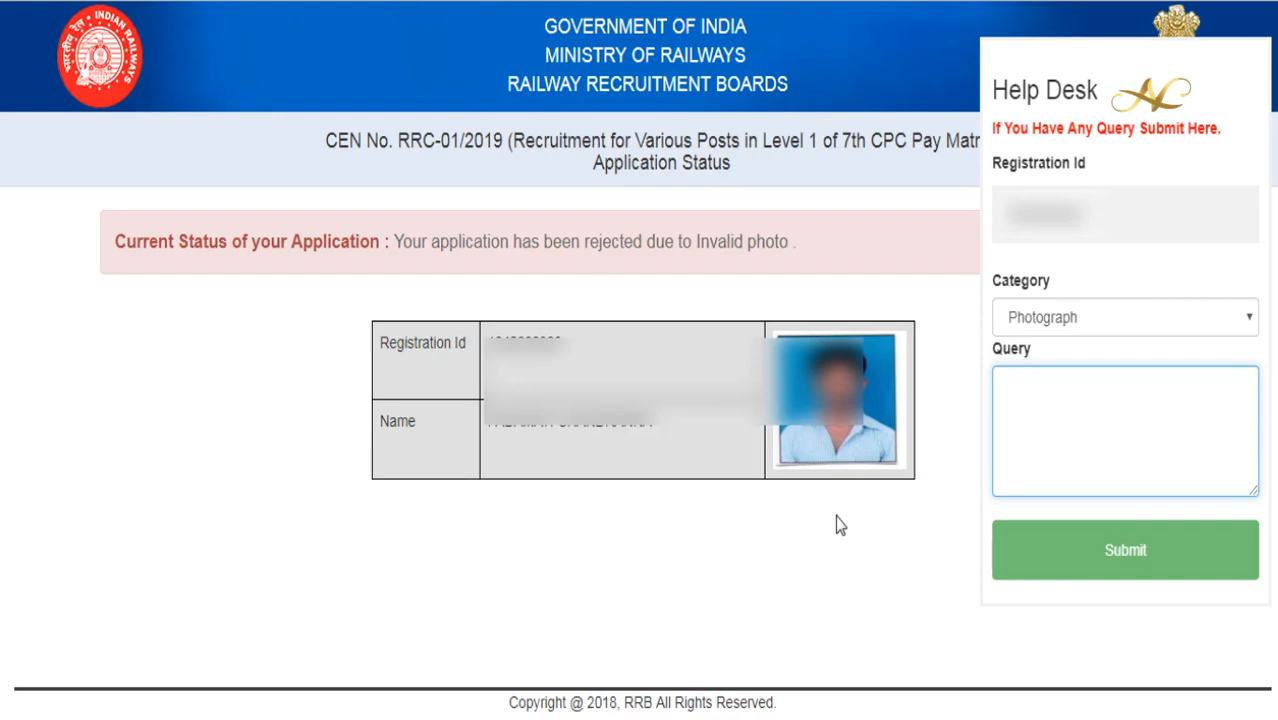 INDIAN RAILWAYS
भारतीय रेल
GOVERNMENT OF INDIA
MINISTRY OF RAILWAYS
RAILWAY RECRUITMENT BOARDS
CEN No. RRC-01/2019 (Recruitment for Various Posts in Level 1 of 7th CPC Pay Matr
Application Status
Current Status of your Application : Your application has been rejected due to Invalid photo .
Registration Id
Name
Help Desk
If You Have Any Query Submit Here.
Registration Id
Category
Photograph
Query
Submit
Copyright @ 2018, RRB All Rights Reserved.